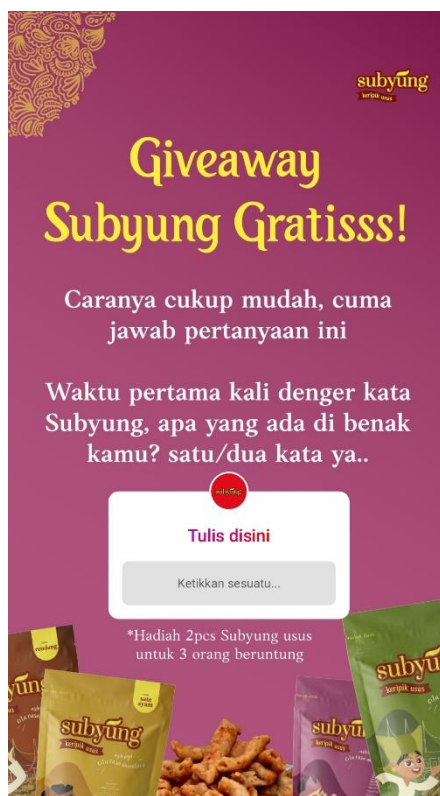 subyung
keripik usus
Giveaway
Subyung Gratisss!
Caranya cukup mudah, cuma
jawab pertanyaan ini
Waktu pertama kali denger kata
Subyung, apa yang ada di benak
kamu? satu/dua kata ya..
subyung
Tulis disini
Ketikkan sesuatu...
*Hadiah 2pcs Subyung usus
untuk 3 orang beruntung
rendang
sate
ayam
subyung
keripik usus
subyu
keripik usus
subyu